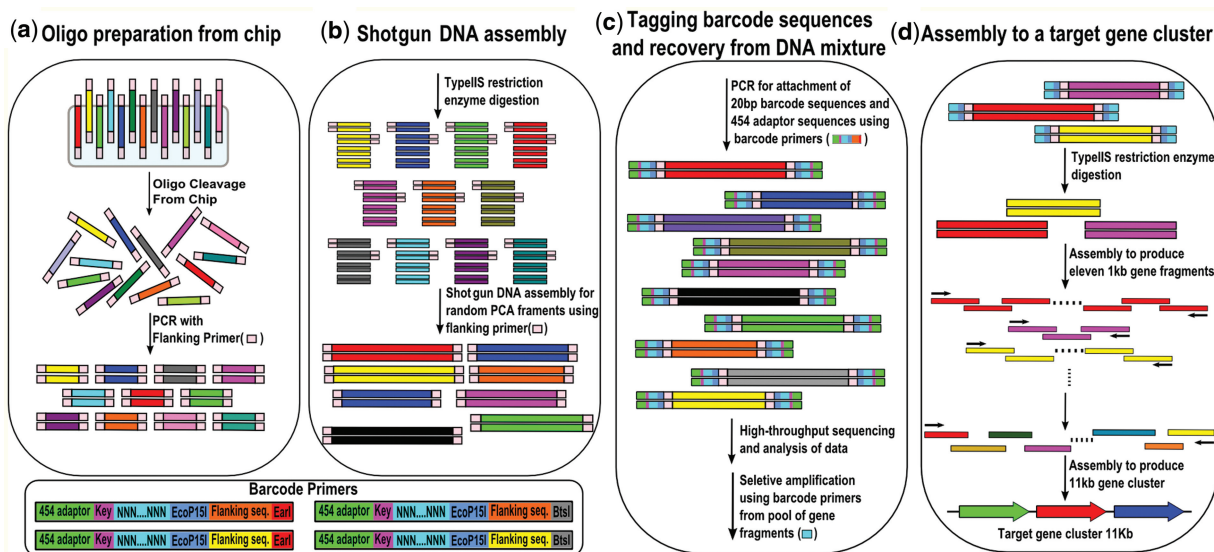 (a) Oligo preparation from chip
Oligo Cleavage
From Chip
PCR with
Flanking Primer( )
(b) Shotgun DNA assembly
TypeIIS restriction
enzyme digestion
Shotgun DNA assembly for
random PCA framents using
flanking primer( )
(c) Tagging barcode sequences
and recovery from DNA mixture
PCR for attachment of
20bp barcode sequences and
454 adaptor sequences using
barcode primers ( )
High-throughput sequencing
and analysis of data
Seletive amplification
using barcode primers
from pool of gene
fragments ( )
(d) Assembly to a target gene cluster
TypeIIS restriction enzyme
digestion
Assembly to produce
eleven 1kb gene fragments
Assembly to produce
11kb gene cluster
Target gene cluster 11Kb
Barcode Primers
454 adaptor Key NNN....NNN EcoP15I Flanking seq. EarI
454 adaptor Key NNN....NNN EcoP15I Flanking seq. BtsI
454 adaptor Key NNN....NNN EcoP15I Flanking seq. EarI
454 adaptor Key NNN....NNN EcoP15I Flanking seq. BtsI